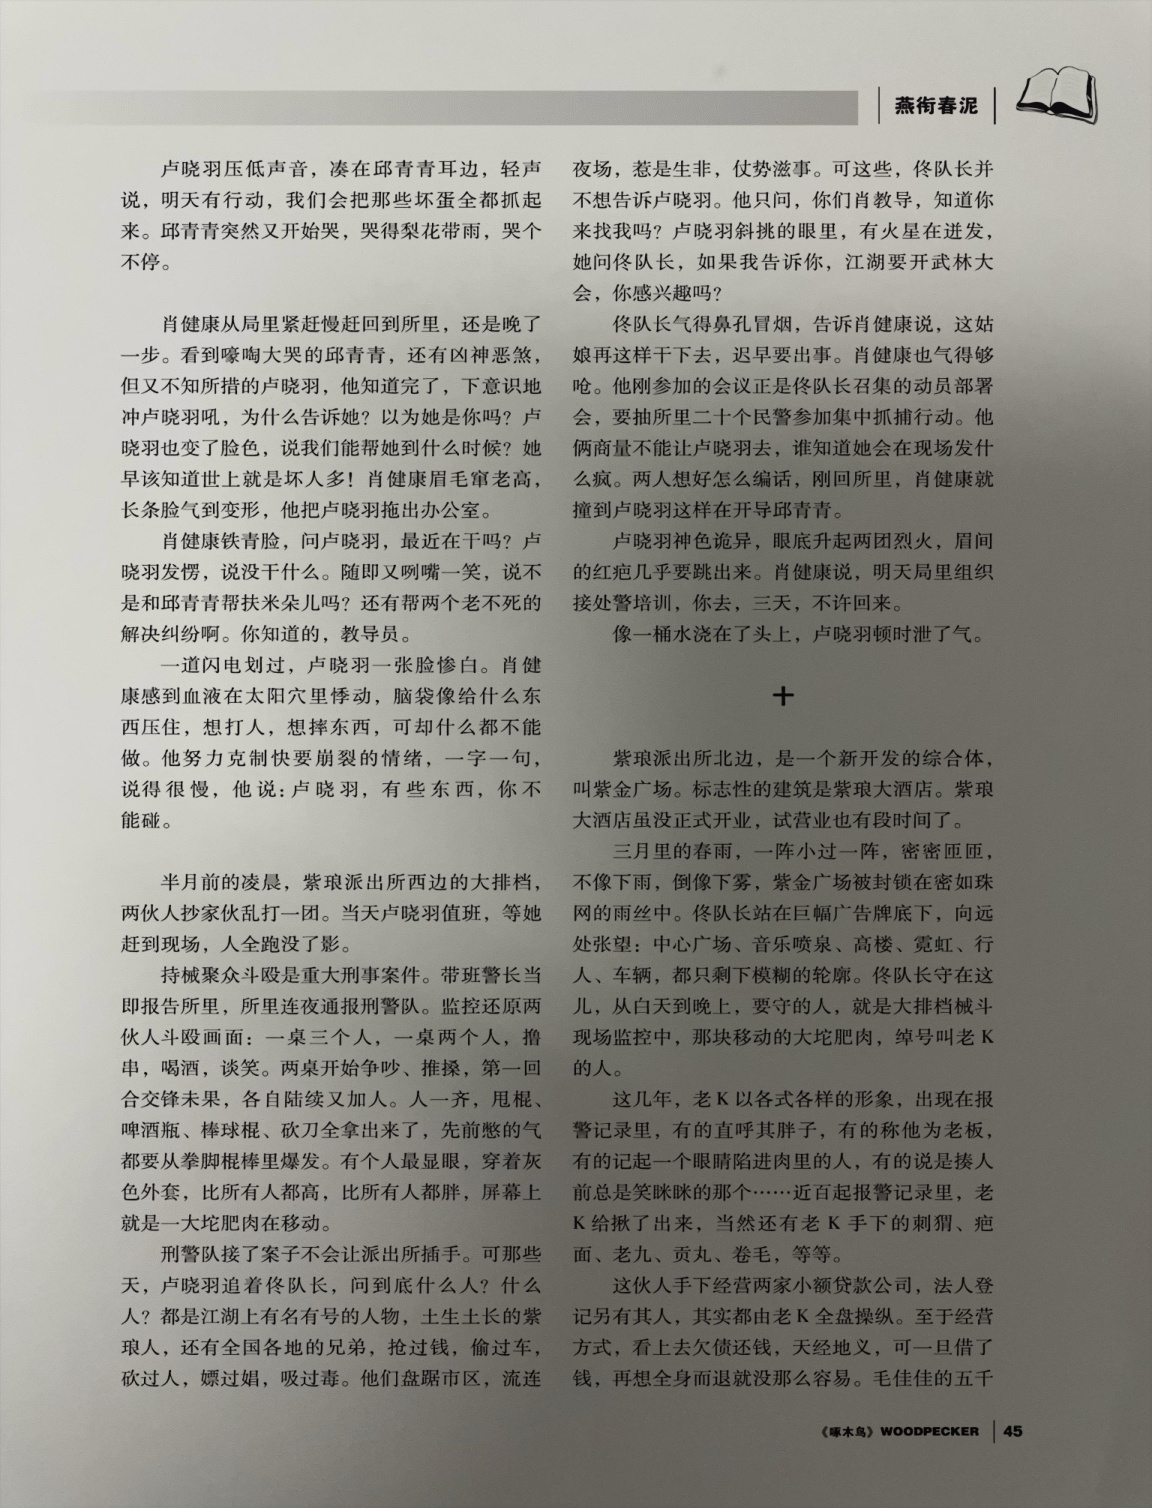 燕衔春泥
卢晓羽压低声音，凑在邱青青耳边，轻声
说，明天有行动，我们会把那些坏蛋全都抓起
来。邱青青突然又开始哭，哭得梨花带雨，哭个
不停。
肖健康从局里紧赶慢赶回到所里，还是晚了
一步。看到嚎啕大哭的邱青青，还有凶神恶煞，
但又不知所措的卢晓羽，他知道完了，下意识地
冲卢晓羽吼，为什么告诉她？以为她是你吗？卢
晓羽也变了脸色，说我们能帮她到什么时候？她
早该知道世上就是坏人多！肖健康眉毛窜老高，
长条脸气到变形，他把卢晓羽拖出办公室。
肖健康铁青脸，问卢晓羽，最近在干吗？卢
晓羽发愣，说没干什么。随即又咧嘴一笑，说不
是和邱青青帮扶米朵儿吗？还有帮两个老不死的
解决纠纷啊。你知道的，教导员。
一道闪电划过，卢晓羽一张脸惨白。肖健
康感到血液在太阳穴里悸动，脑袋像给什么东
西压住，想打人，想摔东西，可却什么都不能
做。他努力克制快要崩裂的情绪，一字一句，
说得很慢，他说：卢晓羽，有些东西，你不
能碰。
半月前的凌晨，紫琅派出所西边的大排档，
两伙人抄家伙乱打一团。当天卢晓羽值班，等她
赶到现场，人全跑没了影。
持械聚众斗殴是重大刑事案件。带班警长当
即报告所里，所里连夜通报刑警队。监控还原两
伙人斗殴画面：一桌三个人，一桌两个人，撸
串，喝酒，谈笑。两桌开始争吵、推搡，第一回
合交锋未果，各自陆续又加人。人一齐，甩棍、
啤酒瓶、棒球棍、砍刀全拿出来了，先前憋的气
都要从拳脚棍棒里爆发。有个人最显眼，穿着灰
色外套，比所有人都高，比所有人都胖，屏幕上
就是一大坨肥肉在移动。
刑警队接了案子不会让派出所插手。可那些
天，卢晓羽追着佟队长，问到底什么人？什么
人？都是江湖上有名有号的人物，土生土长的紫
琅人，还有全国各地的兄弟，抢过钱，偷过车，
砍过人，嫖过娼，吸过毒。他们盘踞市区，流连
夜场，惹是生非，仗势滋事。可这些，佟队长并
不想告诉卢晓羽。他只问，你们肖教导，知道你
来找我吗？卢晓羽斜挑的眼里，有火星在迸发，
她问佟队长，如果我告诉你，江湖要开武林大
会，你感兴趣吗？
佟队长气得鼻孔冒烟，告诉肖健康说，这姑
娘再这样干下去，迟早要出事。肖健康也气得够
呛。他刚参加的会议正是佟队长召集的动员部署
会，要抽所里二十个民警参加集中抓捕行动。他
俩商量不能让卢晓羽去，谁知道她会在现场发什
么疯。两人想好怎么编话，刚回所里，肖健康就
撞到卢晓羽这样在开导邱青青。
卢晓羽神色诡异，眼底升起两团烈火，眉间
的红疤几乎要跳出来。肖健康说，明天局里组织
接处警培训，你去，三天，不许回来。
像一桶水浇在了头上，卢晓羽顿时泄了气。
十
紫琅派出所北边，是一个新开发的综合体，
叫紫金广场。标志性的建筑是紫琅大酒店。紫琅
大酒店虽没正式开业，试营业也有段时间了。
三月里的春雨，一阵小过一阵，密密匝匝，
不像下雨，倒像下雾，紫金广场被封锁在密如珠
网的雨丝中。佟队长站在巨幅广告牌底下，向远
处张望：中心广场、音乐喷泉、高楼、霓虹、行
人、车辆，都只剩下模糊的轮廓。佟队长守在这
儿，从白天到晚上，要守的人，就是大排档械斗
现场监控中，那块移动的大坨肥肉，绰号叫老 K
的人。
这几年，老 K 以各式各样的形象，出现在报
警记录里，有的直呼其胖子，有的称他为老板，
有的记起一个眼睛陷进肉里的人，有的说是揍人
前总是笑眯眯的那个……近百起报警记录里，老
K 给揪了出来，当然还有老 K 手下的刺猬、疤
面、老九、贡丸、卷毛，等等。
这伙人手下经营两家小额贷款公司，法人登
记另有其人，其实都由老 K 全盘操纵。至于经营
方式，看上去欠债还钱，天经地义，可一旦借了
钱，再想全身而退就没那么容易。毛佳佳的五千
《啄木鸟》WOODPECKER 45